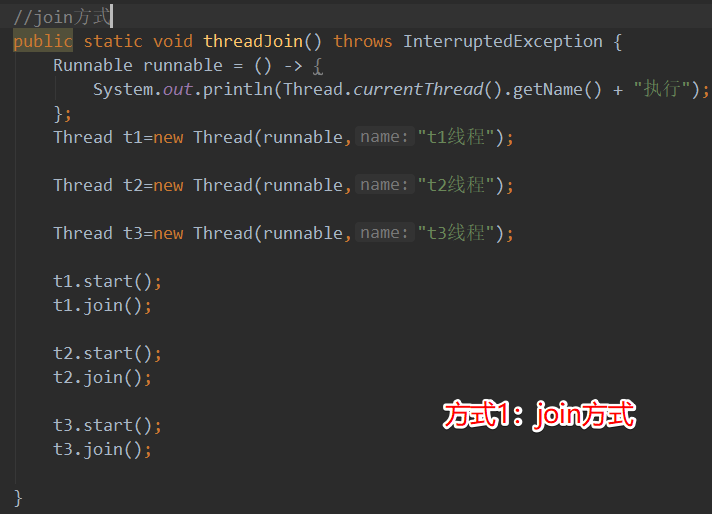 //join方式
public static void threadJoin() throws InterruptedException {
    Runnable runnable = () -> {
        System.out.println(Thread.currentThread().getName() + "执行");
    };
    Thread t1=new Thread(runnable, name: "t1线程");
    Thread t2=new Thread(runnable, name: "t2线程");
    Thread t3=new Thread(runnable, name: "t3线程");
    t1.start();
    t1.join();
    t2.start();
    t2.join();
    t3.start();
    t3.join();
方式1：join方式
}